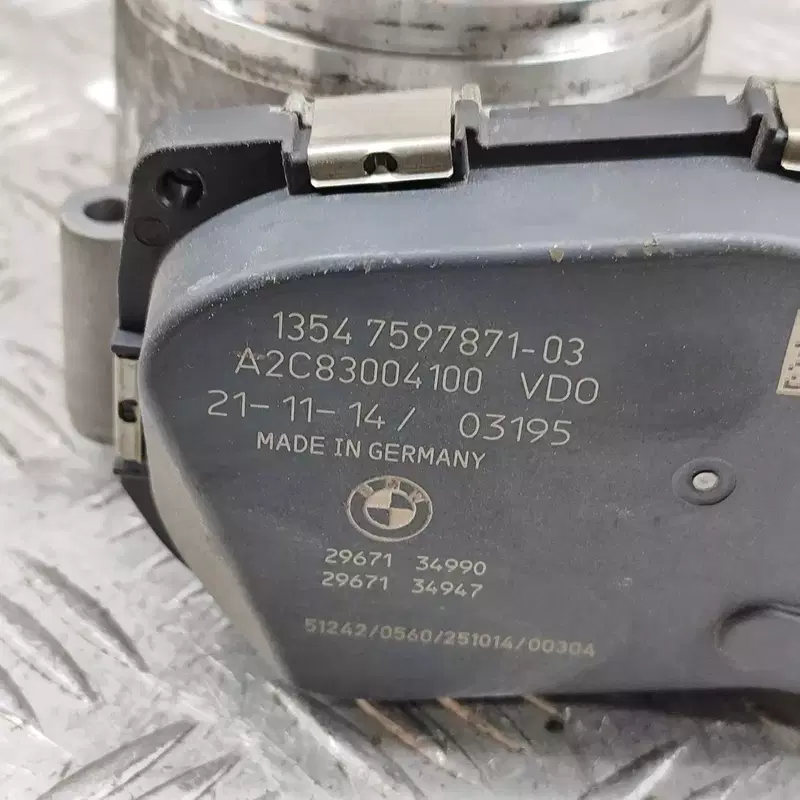 1354 7597871-03
A2C83004100 VDO
21-11-14/ 03195
MADE IN GERMANY
BMW
29671 34990
29671 34947
51242/0560/251014/00304